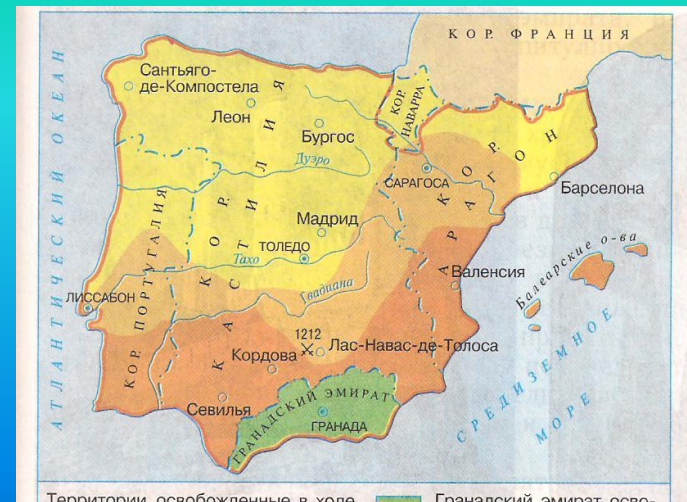 КОР. ФРАНЦИЯ
АТЛАНТИЧЕСКИЙ ОКЕАН
Сантьяго-
де-Компостела
Леон
Бургос
КОР.
НАВАРРА
Дуэро
САРАГОСА
КОР.
АРАГОН
Барселона
КОР.
КАСТИЛИЯ
Мадрид
ТОЛЕДО
Тахо
КОР. ПОРТУГАЛИЯ
ЛИССАБОН
Гвадиана
Валенсия
Балеарские о-ва
1212
Лас-Навас-де-Толоса
Кордова
Севилья
ГРАНАДСКИЙ ЭМИРАТ
ГРАНАДА
СРЕДИЗЕМНОЕ
МОРЕ
Территории, освобожденные в ходе
Гранадский эмират, осво-